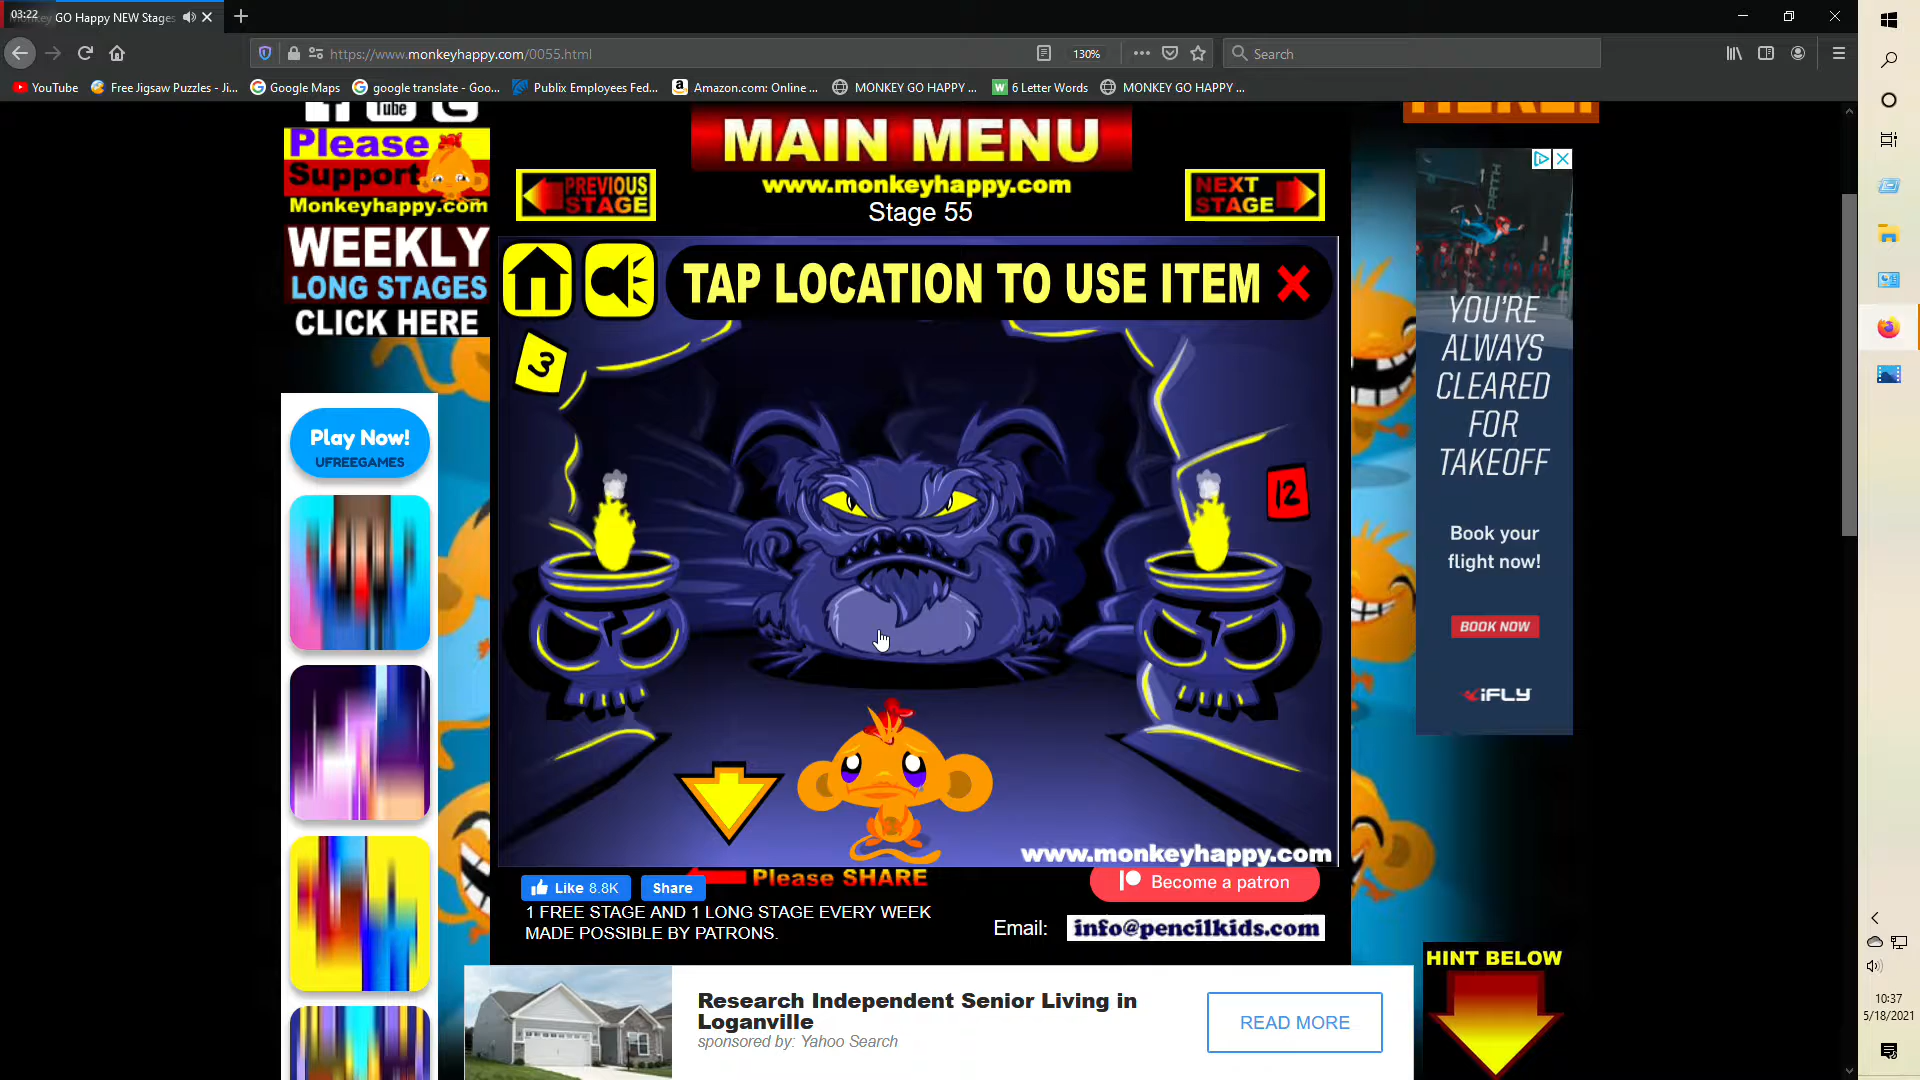 03:22
GO Happy NEW Stages
https://www.monkeyhappy.com/0055.html
130%
Search
YouTube
Free Jigsaw Puzzles - Ji...
Google Maps
google translate - Goo...
Publix Employees Fed...
Amazon.com: Online ...
MONKEY GO HAPPY ...
6 Letter Words
MONKEY GO HAPPY ...
Tube
Please
Support
Monkeyhappy.com
WEEKLY
LONG STAGES
CLICK HERE
MAIN MENU
www.monkeyhappy.com
PREVIOUS
STAGE
Stage 55
NEXT
STAGE
TAP LOCATION TO USE ITEM
3
12
www.monkeyhappy.com
Play Now!
UFREEGAMES
Like 8.8K
Share
Please SHARE
Become a patron
1 FREE STAGE AND 1 LONG STAGE EVERY WEEK
MADE POSSIBLE BY PATRONS.
Email:
info@pencilkids.com
Research Independent Senior Living in
Loganville
sponsored by: Yahoo Search
READ MORE
HERE!
YOU'RE
ALWAYS
CLEARED
FOR
TAKEOFF
Book your
flight now!
BOOK NOW
iFLY
HINT BELOW
10:37
5/18/2021